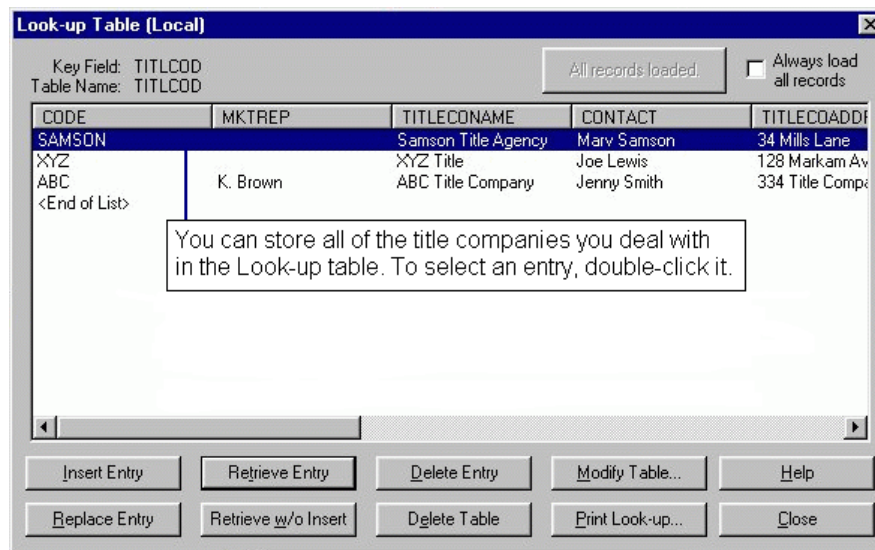 Look-up Table (Local)
Key Field: TITLCOD
Table Name: TITLCOD
All records loaded.
Always load
all records
CODE MKTREP TITLECONAME CONTACT TITLECOADDR
SAMSON Samson Title Agency Mary Samson 34 Mills Lane
XYZ XYZ Title Joe Lewis 128 Markam Av
ABC K. Brown ABC Title Company Jenny Smith 334 Title Compa
<End of List>
You can store all of the title companies you deal with
in the Look-up table. To select an entry, double-click it.
Insert Entry Retrieve Entry Delete Entry Modify Table... Help
Replace Entry Retrieve w/o Insert Delete Table Print Look-up... Close